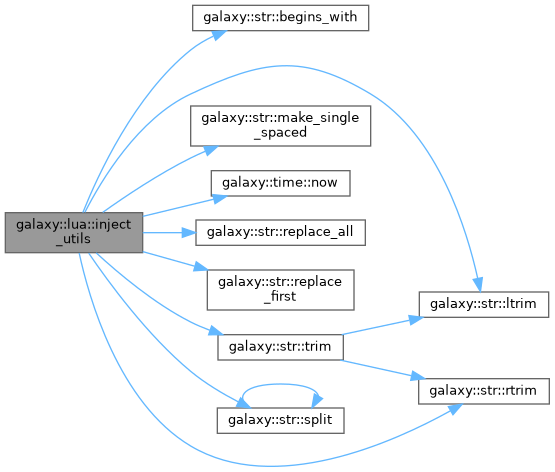 galaxy::str::begins_with
galaxy::str::make_single
_spaced
galaxy::time::now
galaxy::lua::inject
_utils
galaxy::str::replace_all
galaxy::str::replace
_first
galaxy::str::ltrim
galaxy::str::trim
galaxy::str::rtrim
galaxy::str::split